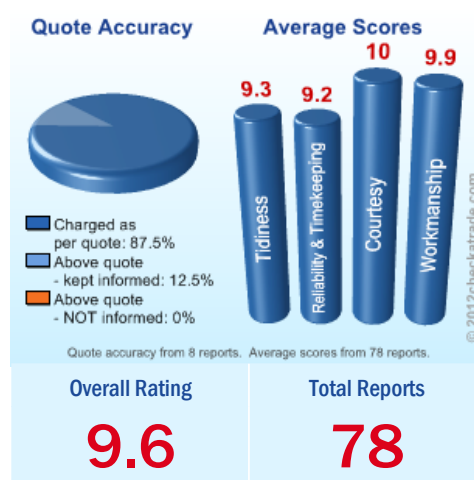 Quote Accuracy
Average Scores
9.3
9.2
10
9.9
Tidiness
Reliability & Timekeeping
Courtesy
Workmanship
Charged as
per quote: 87.5%
Above quote
- kept informed: 12.5%
Above quote
- NOT informed: 0%
© 2012checkatrade.com
Quote accuracy from 8 reports. Average scores from 78 reports.
Overall Rating
Total Reports
9.6
78